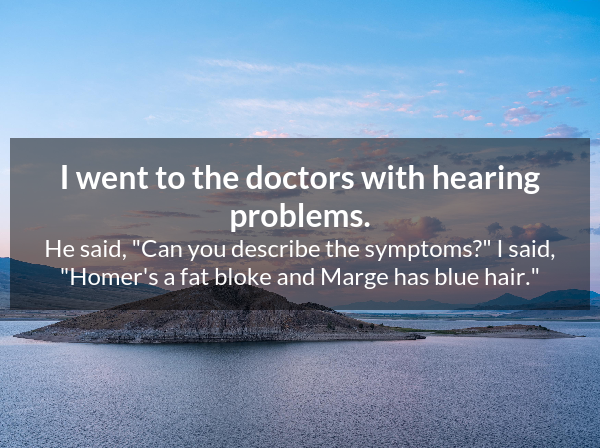 I went to the doctors with hearing
problems.
He said, "Can you describe the symptoms?" I said,
"Homer's a fat bloke and Marge has blue hair."